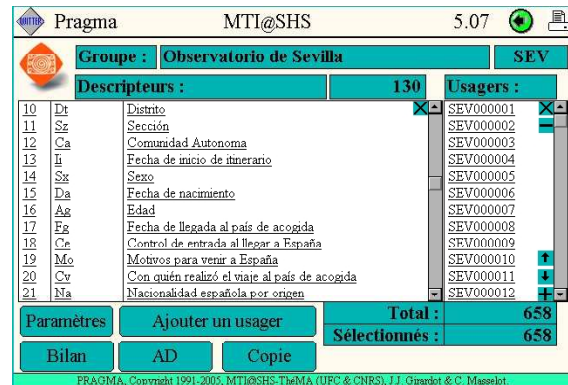 WITTER Pragma MTI@SHS 5.07
Groupe : Observatorio de Sevilla SEV
Descripteurs : 130 Usagers :
10 Dt Distrito SEV000001
11 Sz Sección SEV000002
12 Ca Comunidad Autonoma SEV000003
13 Ii Fecha de inicio de itinerario SEV000004
14 Sx Sexo SEV000005
15 Da Fecha de nacimiento SEV000006
16 Ag Edad SEV000007
17 Fg Fecha de llegada al país de acogida SEV000008
18 Ce Control de entrada al llegar a España SEV000009
19 Mo Motivos para venir a España SEV000010
20 Cv Con quién realizó el viaje al país de acogida SEV000011
21 Na Nacionalidad española por origen SEV000012
Paramètres Ajouter un usager Total : 658
Sélectionnés : 658
Bilan AD Copie
PRAGMA, Copyright 1991-2005, MTI@SHS-ThéMA (UFC & CNRS), J.J. Girardot & C. Masselot.